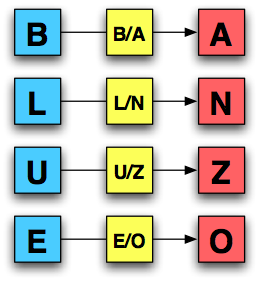 B B/A A
L L/N N
U U/Z Z
E E/O O